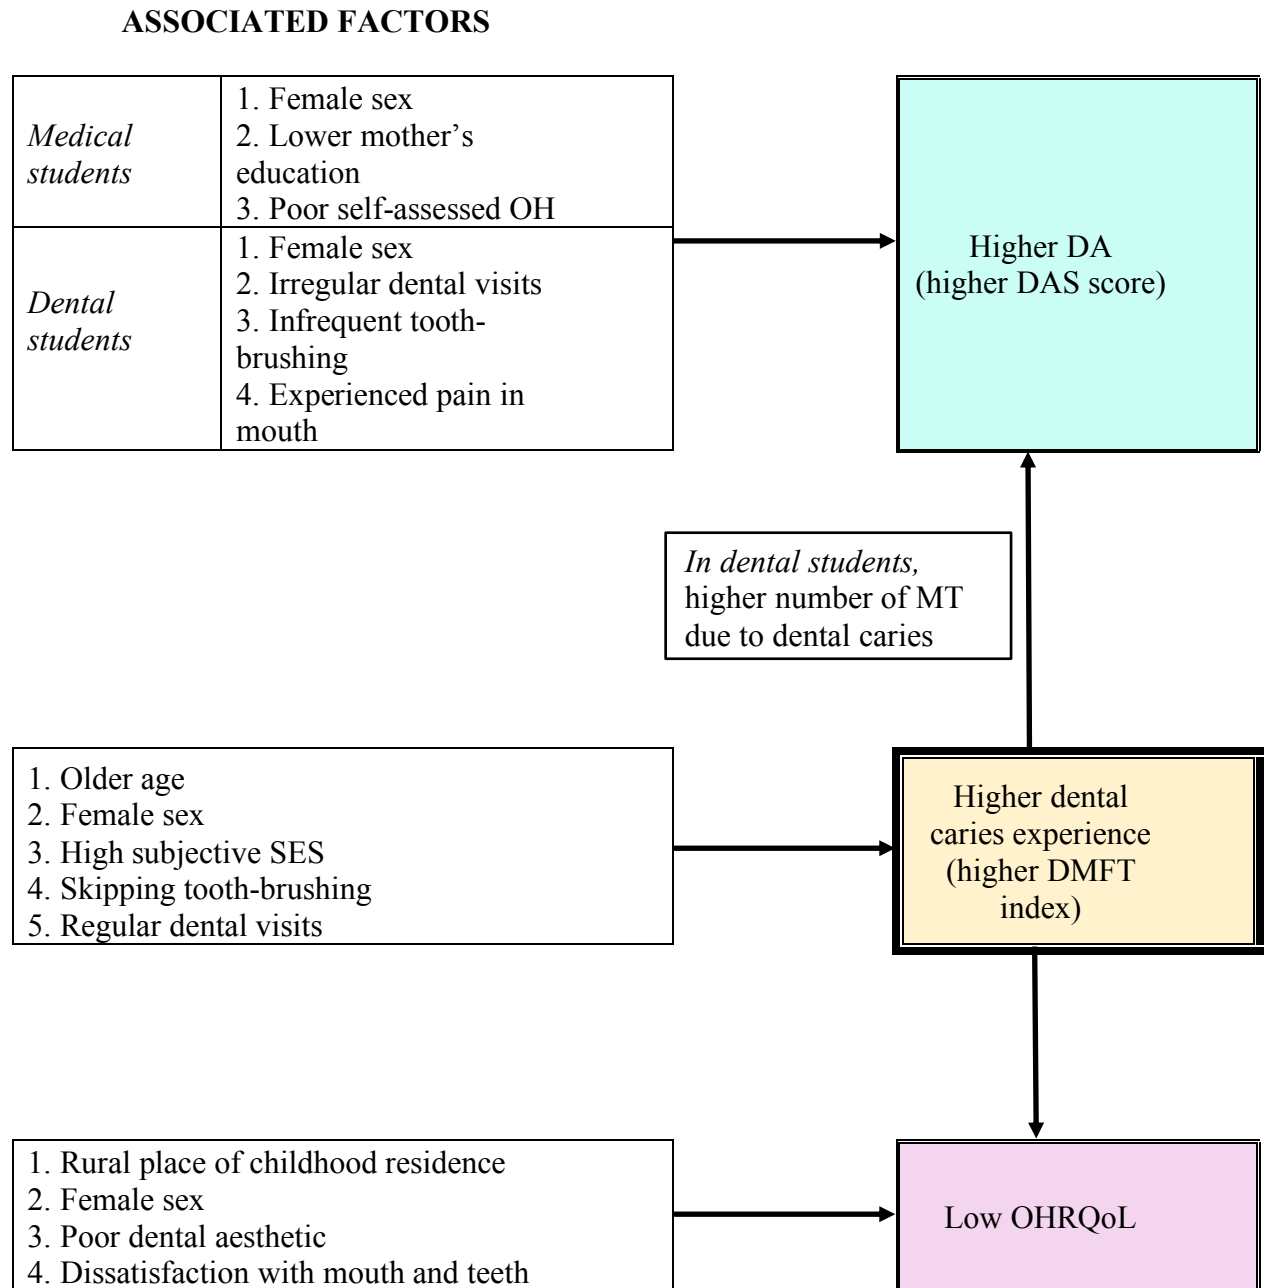 ASSOCIATED FACTORS
Medical
students
1. Female sex
2. Lower mother’s
education
3. Poor self-assessed OH
Dental
students
1. Female sex
2. Irregular dental visits
3. Infrequent tooth-
brushing
4. Experienced pain in
mouth
Higher DA
(higher DAS score)
In dental students,
higher number of MT
due to dental caries
1. Older age
2. Female sex
3. High subjective SES
4. Skipping tooth-brushing
5. Regular dental visits
Higher dental
caries experience
(higher DMFT
index)
1. Rural place of childhood residence
2. Female sex
3. Poor dental aesthetic
4. Dissatisfaction with mouth and teeth
Low OHRQoL